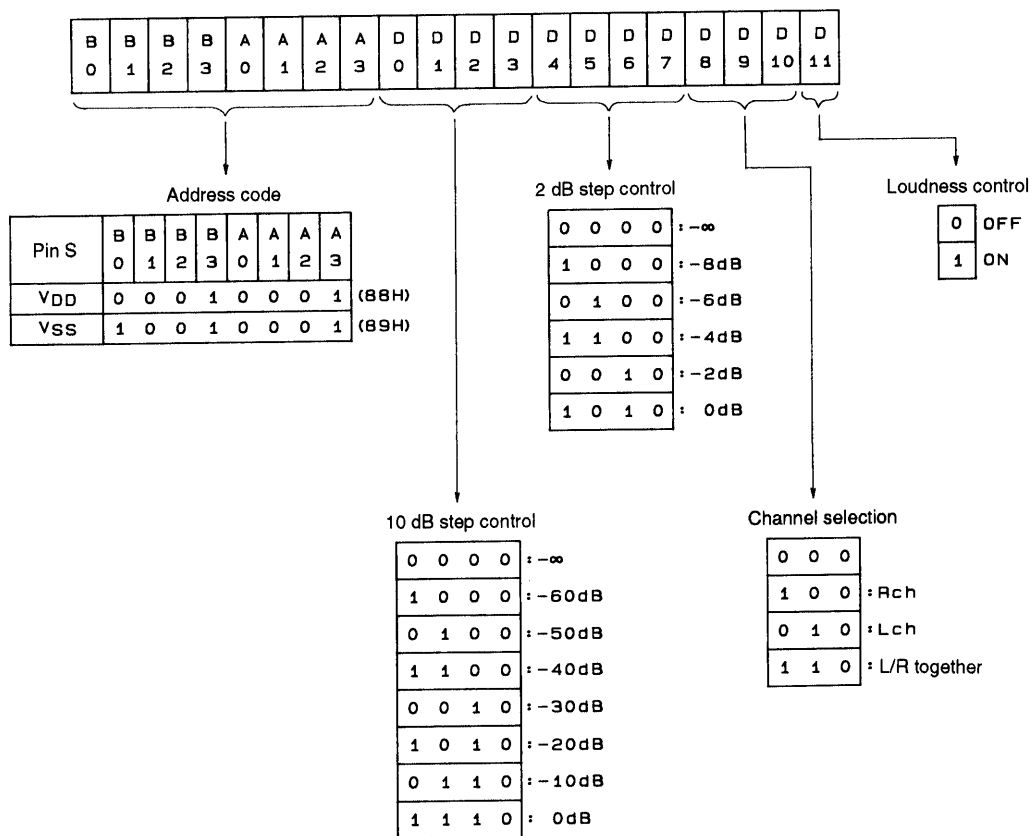 B B B B A A A A D D D D D D D D D D D D
0 1 2 3 0 1 2 3 0 1 2 3 4 5 6 7 8 9 10 11
Address code
Pin S B B B B A A A A
0 1 2 3 0 1 2 3
VDD 0 0 0 1 0 0 0 1 (88H)
VSS 1 0 0 1 0 0 0 1 (89H)
2 dB step control
0 0 0 0 :-∞
1 0 0 0 :-8dB
0 1 0 0 :-6dB
1 1 0 0 :-4dB
0 0 1 0 :-2dB
1 0 1 0 : 0dB
Loudness control
0 OFF
1 ON
10 dB step control
0 0 0 0 :-∞
1 0 0 0 :-60dB
0 1 0 0 :-50dB
1 1 0 0 :-40dB
0 0 1 0 :-30dB
1 0 1 0 :-20dB
0 1 1 0 :-10dB
1 1 1 0 : 0dB
Channel selection
0 0 0
1 0 0 :Rch
0 1 0 :Lch
1 1 0 : L/R together